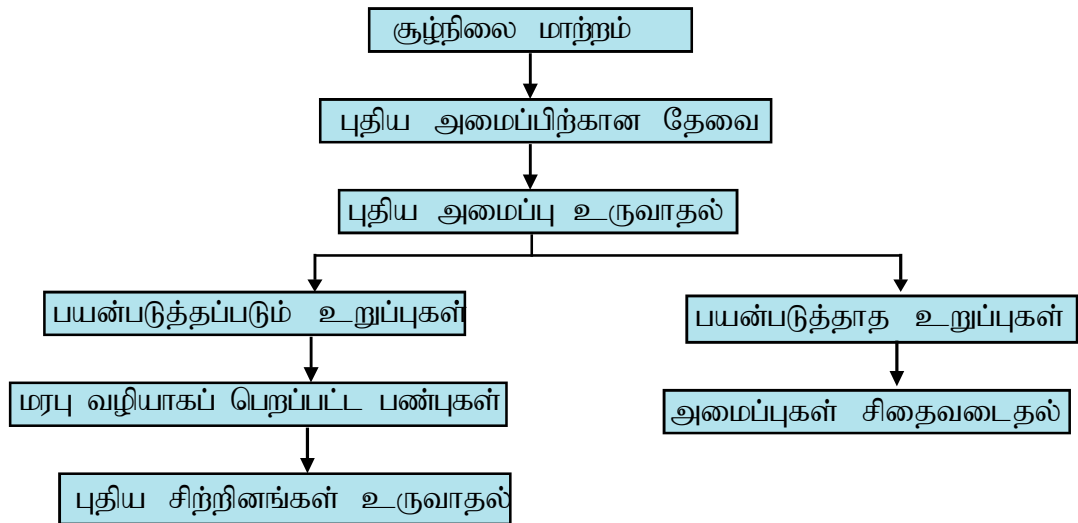 சூழ்நிலை மாற்றம்
புதிய அமைப்பிற்கான தேவை
புதிய அமைப்பு உருவாதல்
பயன்படுத்தப்படும் உறுப்புகள்
பயன்படுத்தாத உறுப்புகள்
மரபு வழியாகப் பெறப்பட்ட பண்புகள்
அமைப்புகள் சிதைவடைதல்
புதிய சிற்றினங்கள் உருவாதல்